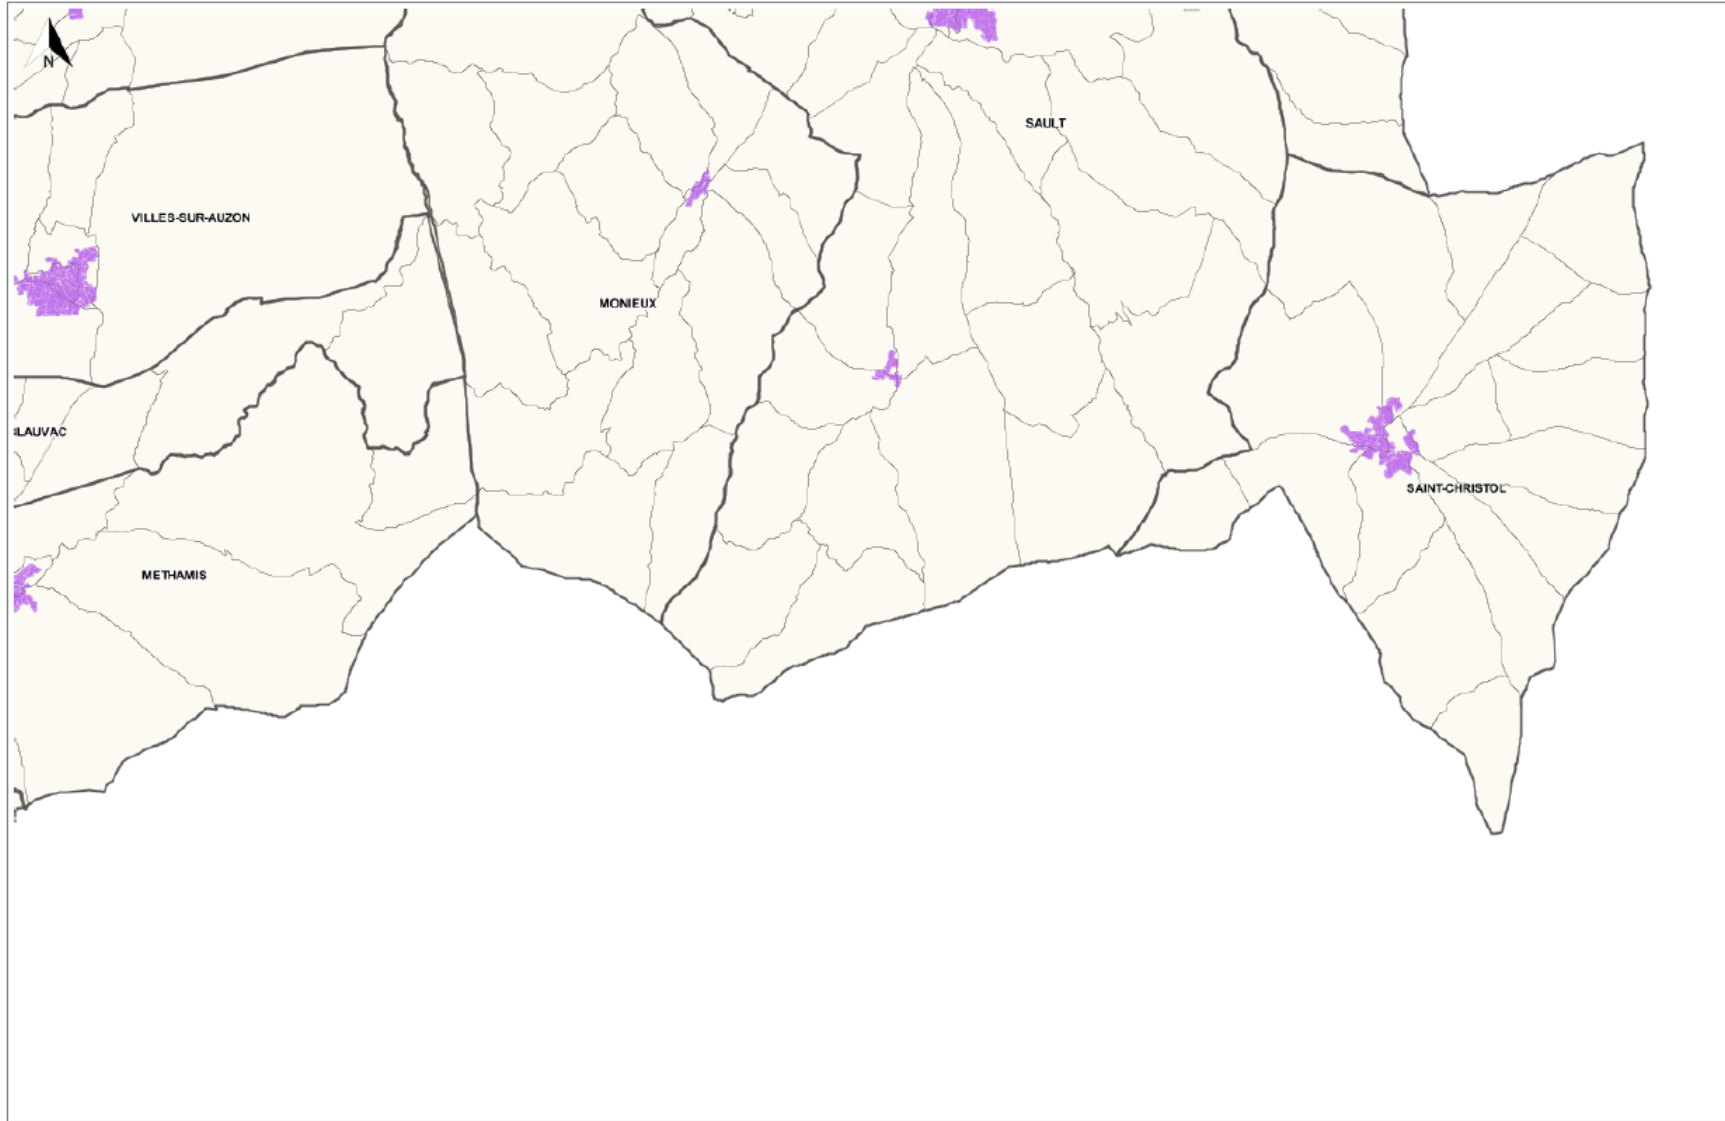 N
SAULT
VILLES-SUR-AUZON
MONIEUX
LAUVAC
SAINT-CHRISTOL
METHAMIS